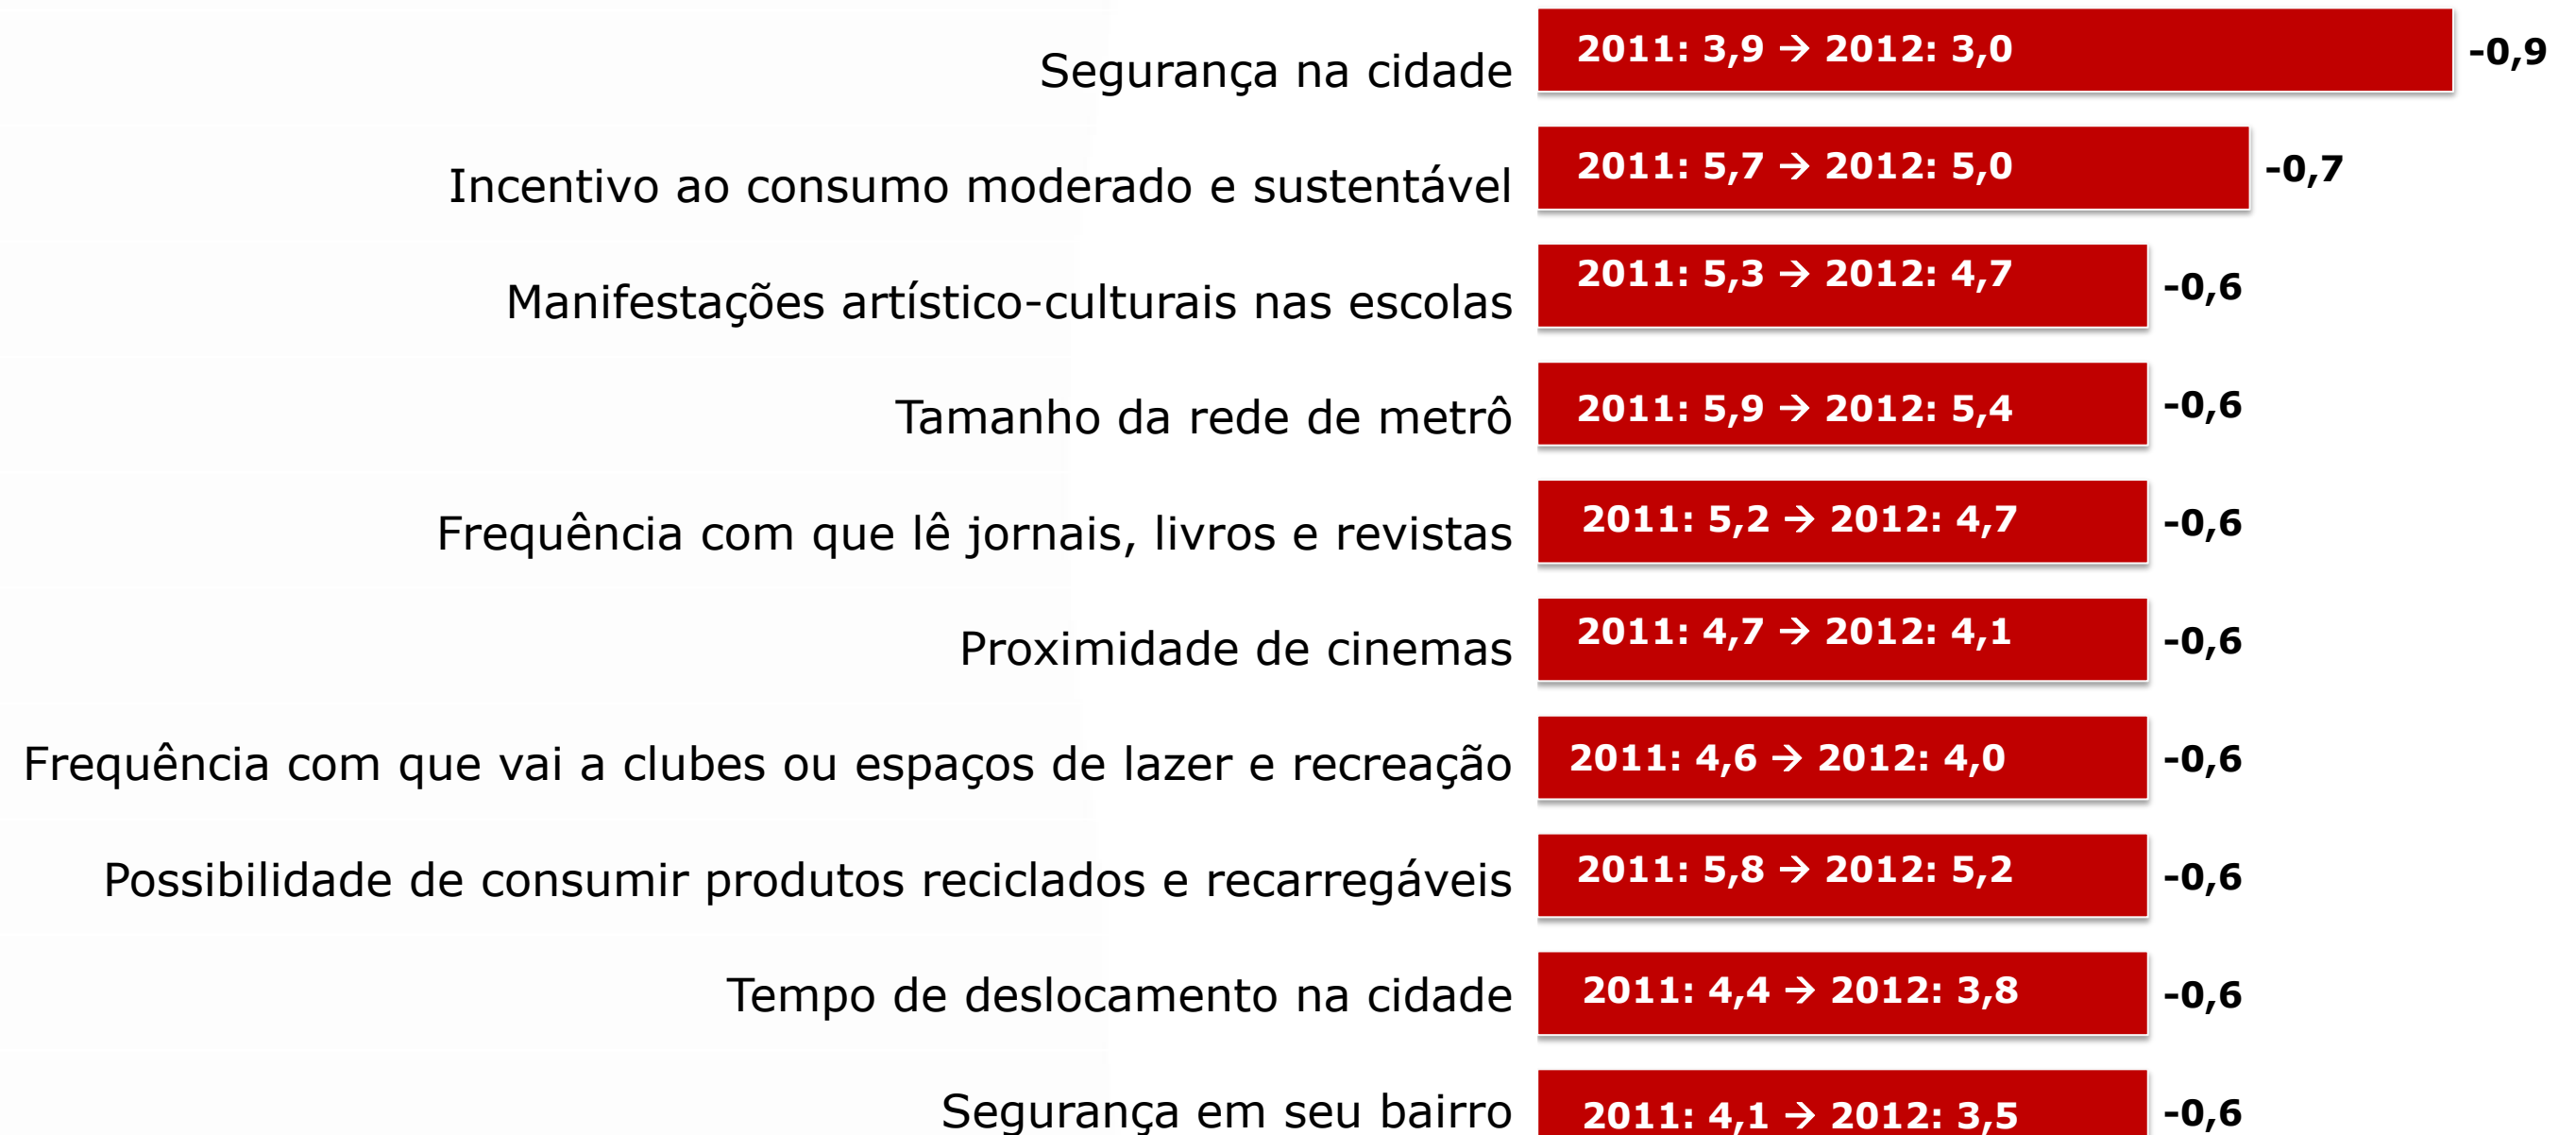 Segurança na cidade 2011: 3,9 → 2012: 3,0 -0,9
Incentivo ao consumo moderado e sustentável 2011: 5,7 → 2012: 5,0 -0,7
Manifestações artístico-culturais nas escolas 2011: 5,3 → 2012: 4,7 -0,6
Tamanho da rede de metrô 2011: 5,9 → 2012: 5,4 -0,6
Frequência com que lê jornais, livros e revistas 2011: 5,2 → 2012: 4,7 -0,6
Proximidade de cinemas 2011: 4,7 → 2012: 4,1 -0,6
Frequência com que vai a clubes ou espaços de lazer e recreação 2011: 4,6 → 2012: 4,0 -0,6
Possibilidade de consumir produtos reciclados e recarregáveis 2011: 5,8 → 2012: 5,2 -0,6
Tempo de deslocamento na cidade 2011: 4,4 → 2012: 3,8 -0,6
Segurança em seu bairro 2011: 4,1 → 2012: 3,5 -0,6